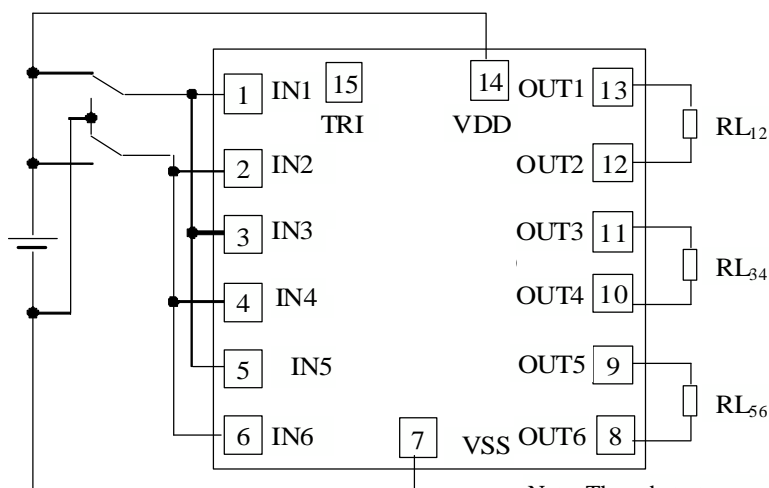 15 14 OUT1 13
1 IN1
TRI VDD RL12
2 IN2 OUT2 12
3 IN3 OUT3 11
RL34
4 IN4 OUT4 10
5 IN5 OUT5 9
RL56
6 IN6 7 VSS OUT6 8